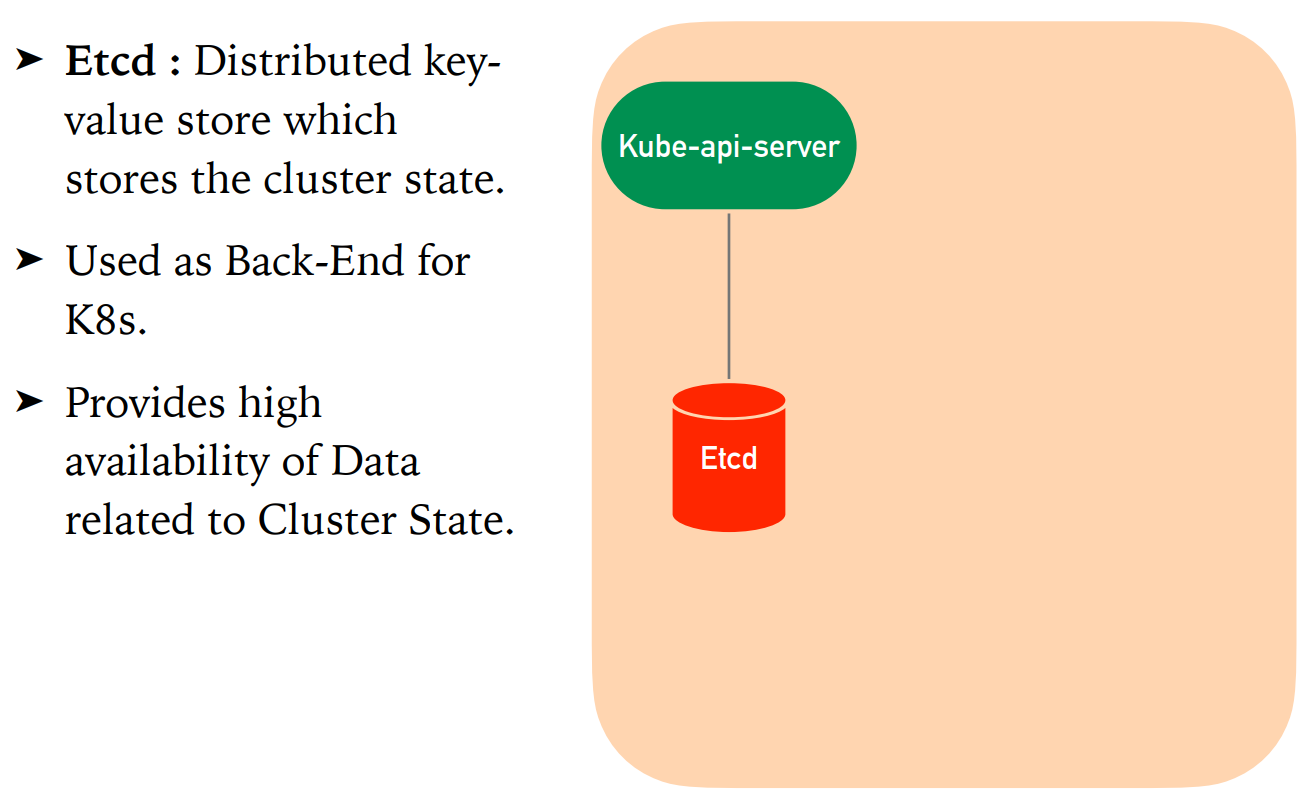 ➤ Etcd : Distributed key-
value store which
stores the cluster state.
➤ Used as Back-End for
K8s.
➤ Provides high
availability of Data
related to Cluster State.
Kube-api-server
Etcd